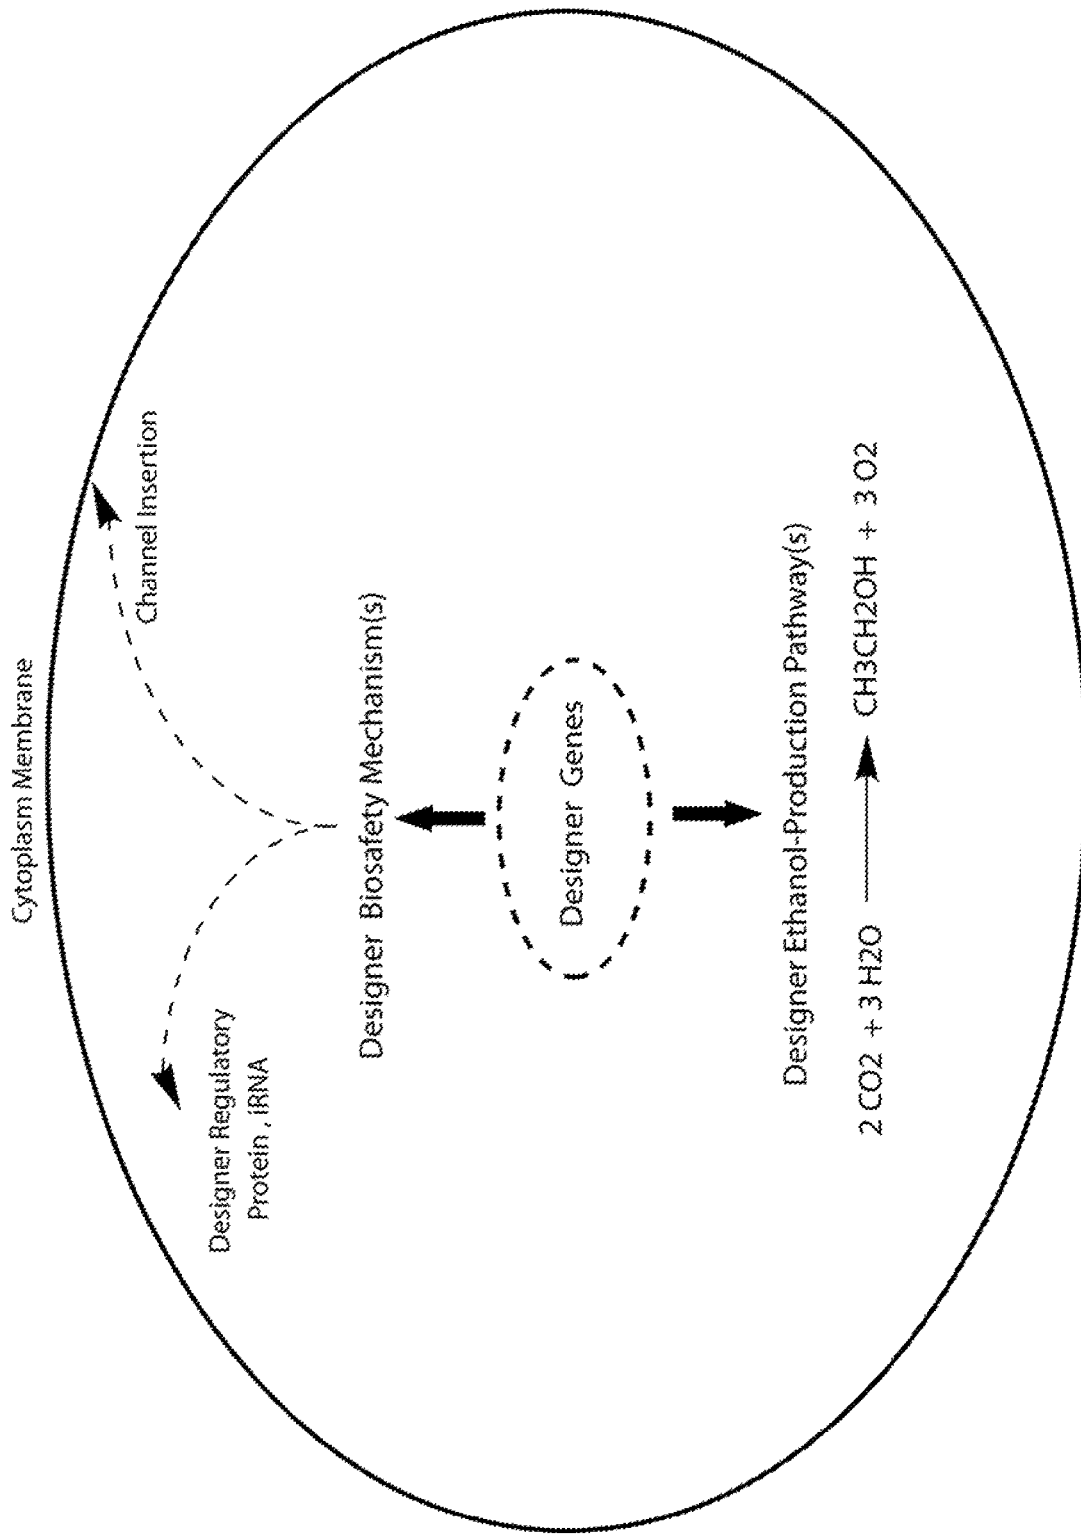 Cytoplasm Membrane
Designer Regulatory
Protein , iRNA
Channel Insertion
Designer Biosafety Mechanism(s)
Designer Genes
Designer Ethanol-Production Pathway(s)
2 CO2 + 3 H2O CH3CH2OH + 3 O2